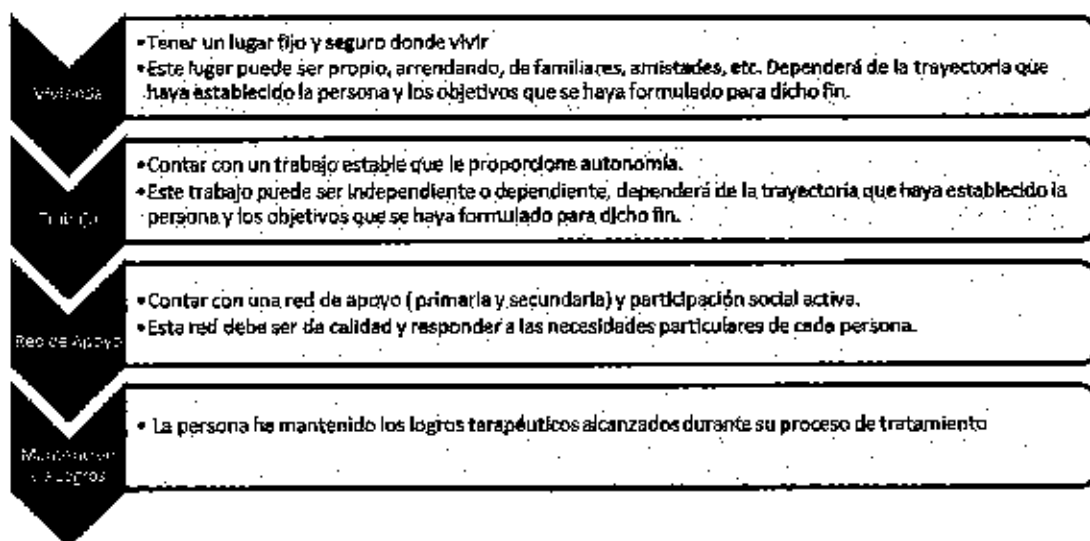 Vivienda
•Tener un lugar fijo y seguro donde vivir
•Este lugar puede ser propio, arrendando, de familiares, amistades, etc. Dependerá de la trayectoria que
haya establecido la persona y los objetivos que se haya formulado para dicho fin.
•Contar con un trabajo estable que le proporcione autonomía.
•Este trabajo puede ser independiente o dependiente, dependerá de la trayectoria que haya establecido la
persona y los objetivos que se haya formulado para dicho fin.
Red de Apoyo
•Contar con una red de apoyo ( primaria y secundaria) y participación social activa.
•Esta red debe ser de calidad y responder a las necesidades particulares de cada persona.
• La persona ha mantenido los logros terapéuticos alcanzados durante su proceso de tratamiento